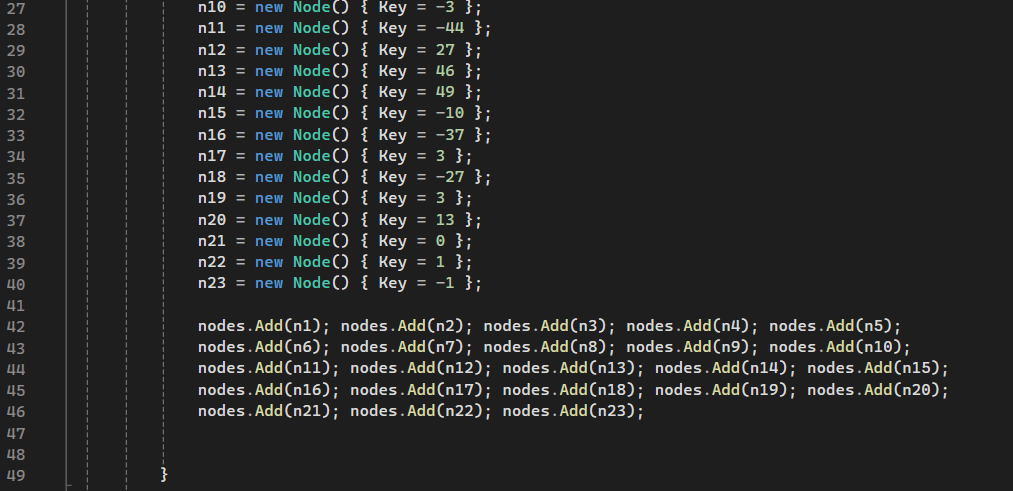 27 n10 = new Node() { Key = -3 };
28 n11 = new Node() { Key = -44 };
29 n12 = new Node() { Key = 27 };
30 n13 = new Node() { Key = 46 };
31 n14 = new Node() { Key = 49 };
32 n15 = new Node() { Key = -10 };
33 n16 = new Node() { Key = -37 };
34 n17 = new Node() { Key = 3 };
35 n18 = new Node() { Key = -27 };
36 n19 = new Node() { Key = 3 };
37 n20 = new Node() { Key = 13 };
38 n21 = new Node() { Key = 0 };
39 n22 = new Node() { Key = 1 };
40 n23 = new Node() { Key = -1 };
41
42 nodes.Add(n1); nodes.Add(n2); nodes.Add(n3); nodes.Add(n4); nodes.Add(n5);
43 nodes.Add(n6); nodes.Add(n7); nodes.Add(n8); nodes.Add(n9); nodes.Add(n10);
44 nodes.Add(n11); nodes.Add(n12); nodes.Add(n13); nodes.Add(n14); nodes.Add(n15);
45 nodes.Add(n16); nodes.Add(n17); nodes.Add(n18); nodes.Add(n19); nodes.Add(n20);
46 nodes.Add(n21); nodes.Add(n22); nodes.Add(n23);
47
48
49 }